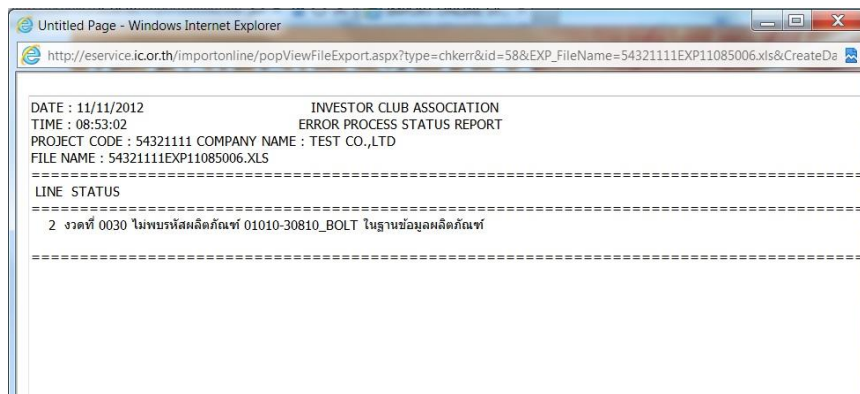 Untitled Page - Windows Internet Explorer
http://eservice.ic.or.th/importonline/popViewFileExport.aspx?type=chkerr&id=58&EXP_FileName=54321111EXP11085006.xls&CreateDa
DATE : 11/11/2012 INVESTOR CLUB ASSOCIATION
TIME : 08:53:02 ERROR PROCESS STATUS REPORT
PROJECT CODE : 54321111 COMPANY NAME : TEST CO.,LTD
FILE NAME : 54321111EXP11085006.XLS
LINE STATUS
2 งวดที่ 0030 ไม่พบรหัสผลิตภัณฑ์ 01010-30810_BOLT ในฐานข้อมูลผลิตภัณฑ์